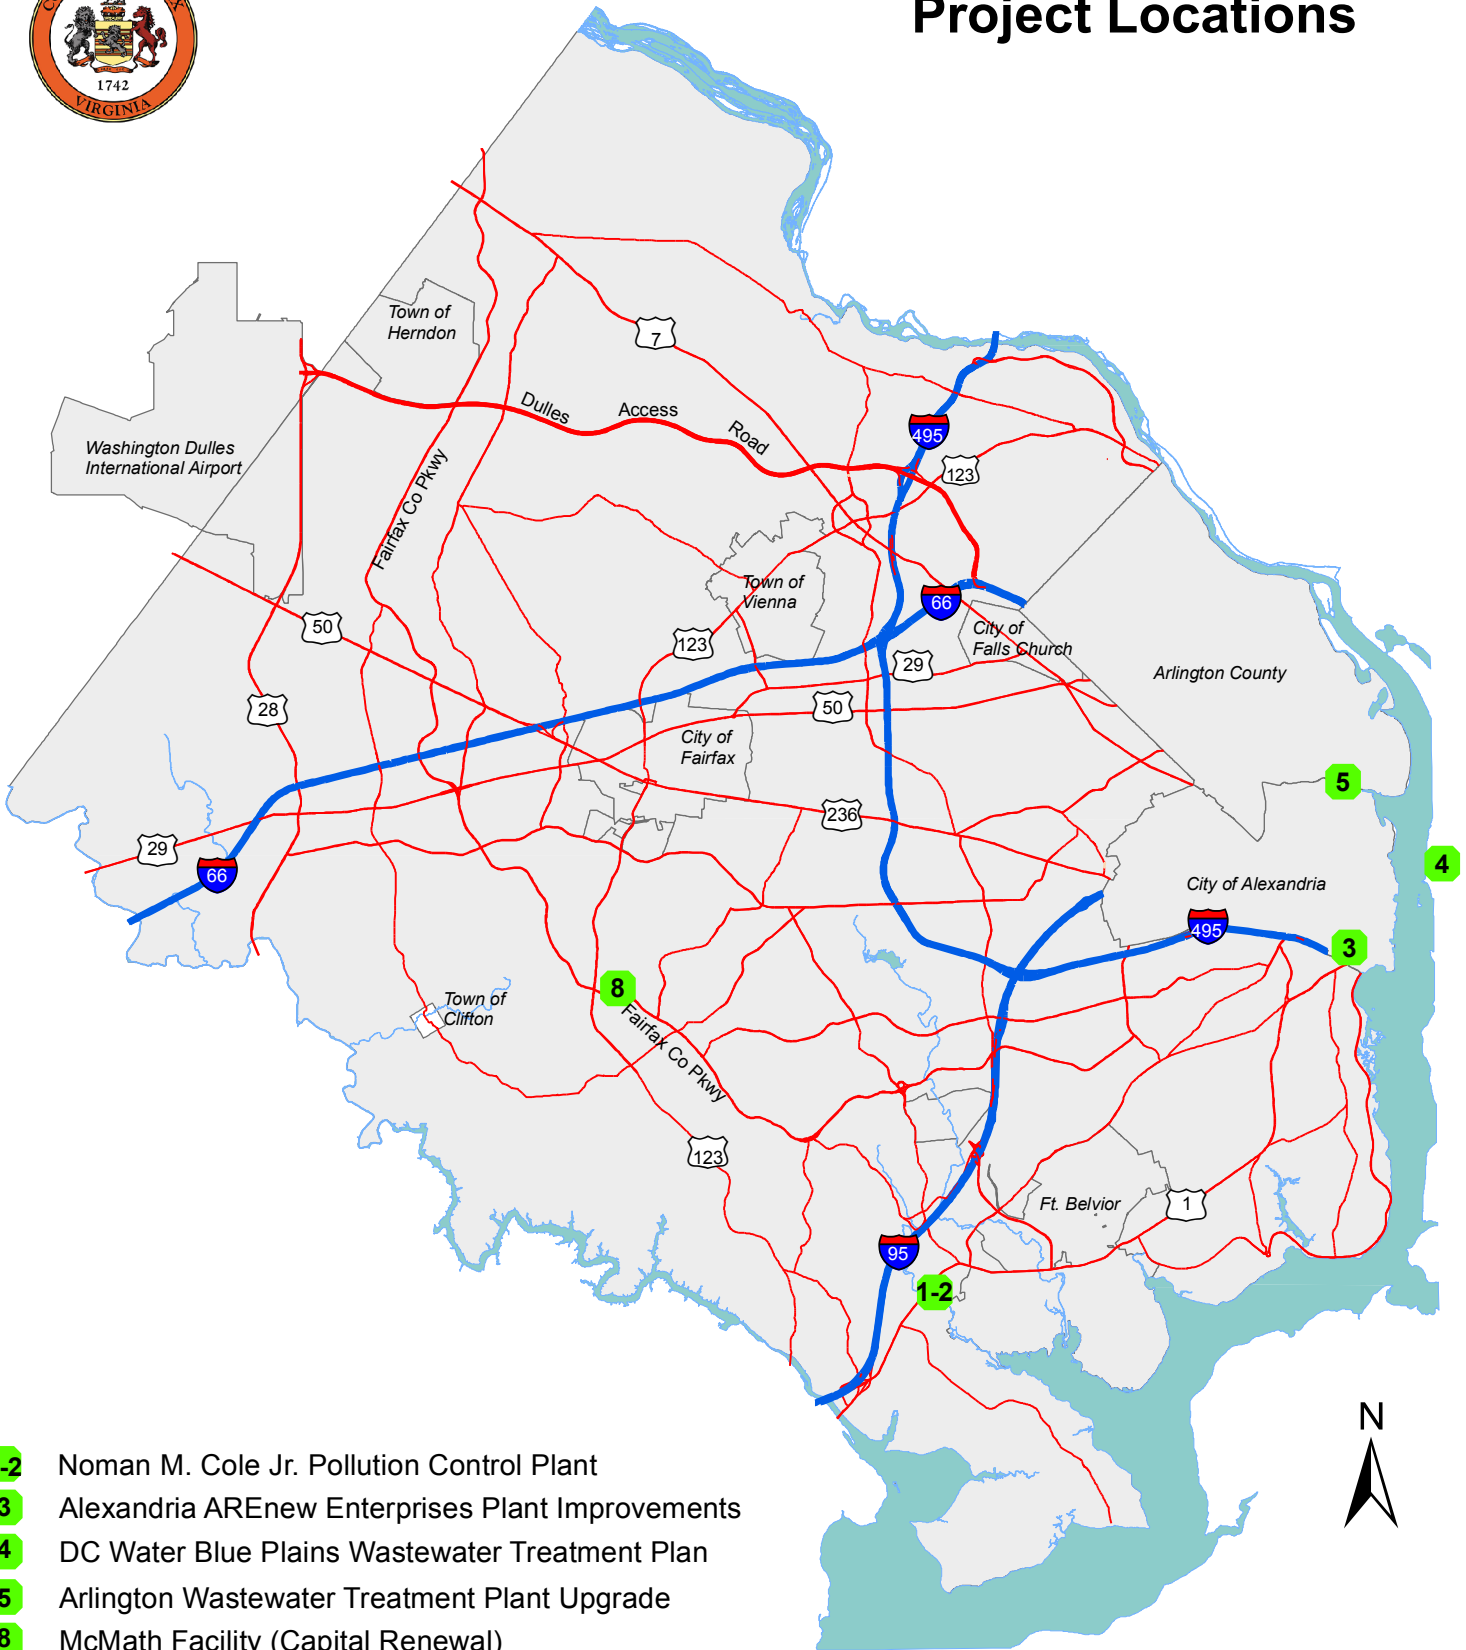 Project Locations
1742
VIRGINIA
Town of
Herndon
7
Dulles Access Road
495
123
Washington Dulles
International Airport
Fairfax Co Pkwy
Town of
Vienna
66
50
123
City of
Falls Church
29
Arlington County
28
50
City of
Fairfax
5
236
29
66
4
City of Alexandria
495
3
8
Town of
Clifton
Fairfax Co Pkwy
123
Ft. Belvior
1
95
1-2
N
-2 Noman M. Cole Jr. Pollution Control Plant
3 Alexandria AREnew Enterprises Plant Improvements
4 DC Water Blue Plains Wastewater Treatment Plan
5 Arlington Wastewater Treatment Plant Upgrade
8 McMath Facility (Capital Renewal)